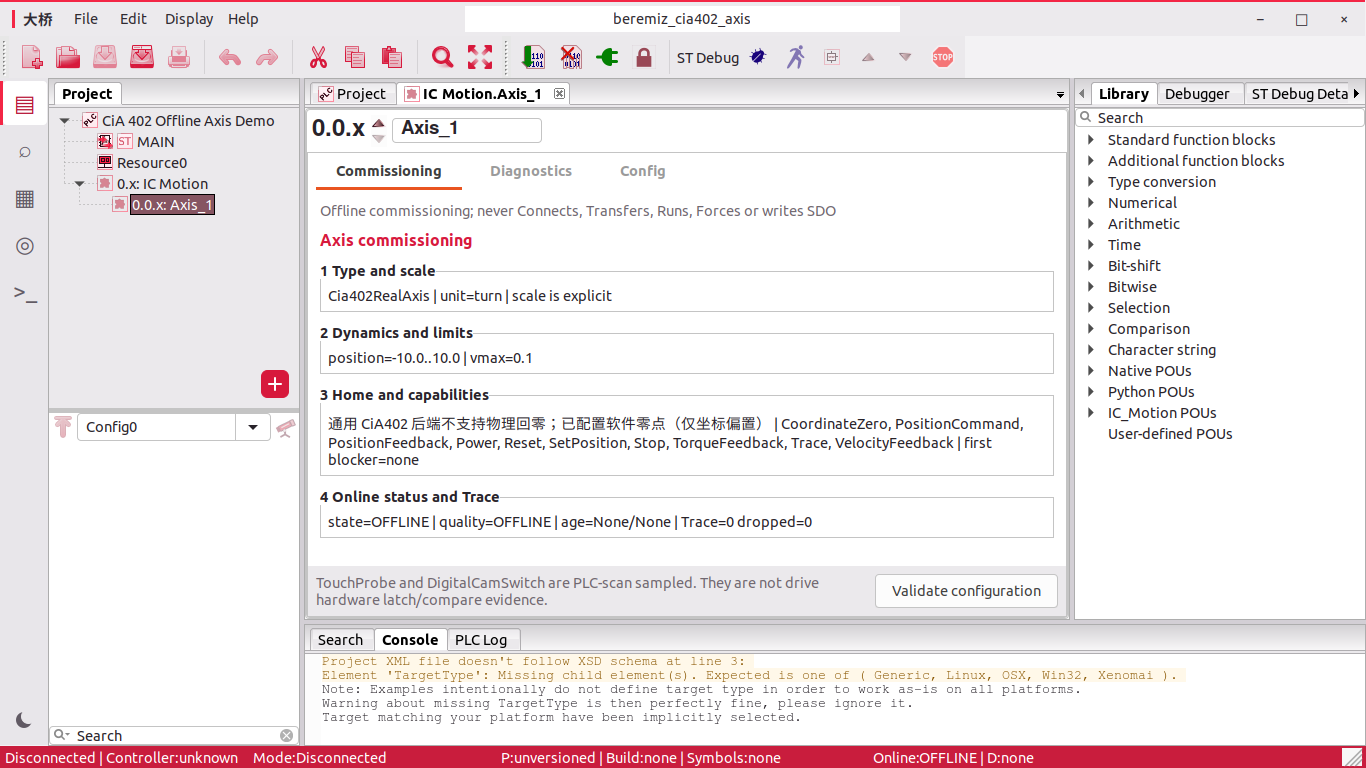 大桥 File Edit Display Help beremiz_cia402_axis
ST Debug STOP
Project
CiA 402 Offline Axis Demo
ST MAIN
Resource0
0.x: IC Motion
0.0.x: Axis_1
Config0
Search
Project IC Motion.Axis_1
0.0.x Axis_1
Commissioning Diagnostics Config
Offline commissioning; never Connects, Transfers, Runs, Forces or writes SDO
Axis commissioning
1 Type and scale
Cia402RealAxis | unit=turn | scale is explicit
2 Dynamics and limits
position=-10.0..10.0 | vmax=0.1
3 Home and capabilities
通用 CiA402 后端不支持物理回零；已配置软件零点（仅坐标偏置） | CoordinateZero, PositionCommand,
PositionFeedback, Power, Reset, SetPosition, Stop, TorqueFeedback, Trace, VelocityFeedback | first
blocker=none
4 Online status and Trace
state=OFFLINE | quality=OFFLINE | age=None/None | Trace=0 dropped=0
TouchProbe and DigitalCamSwitch are PLC-scan sampled. They are not drive
hardware latch/compare evidence.
Validate configuration
Library Debugger ST Debug Deta
Search
Standard function blocks
Additional function blocks
Type conversion
Numerical
Arithmetic
Time
Bit-shift
Bitwise
Selection
Comparison
Character string
Native POUs
Python POUs
IC_Motion POUs
User-defined POUs
Search Console PLC Log
Project XML file doesn't follow XSD schema at line 3:
Element 'TargetType': Missing child element(s). Expected is one of ( Generic, Linux, OSX, Win32, Xenomai ).
Note: Examples intentionally do not define target type in order to work as-is on all platforms.
Warning about missing TargetType is then perfectly fine, please ignore it.
Target matching your platform have been implicitly selected.
Disconnected | Controller:unknown Mode:Disconnected P:unversioned | Build:none | Symbols:none Online:OFFLINE | D:none